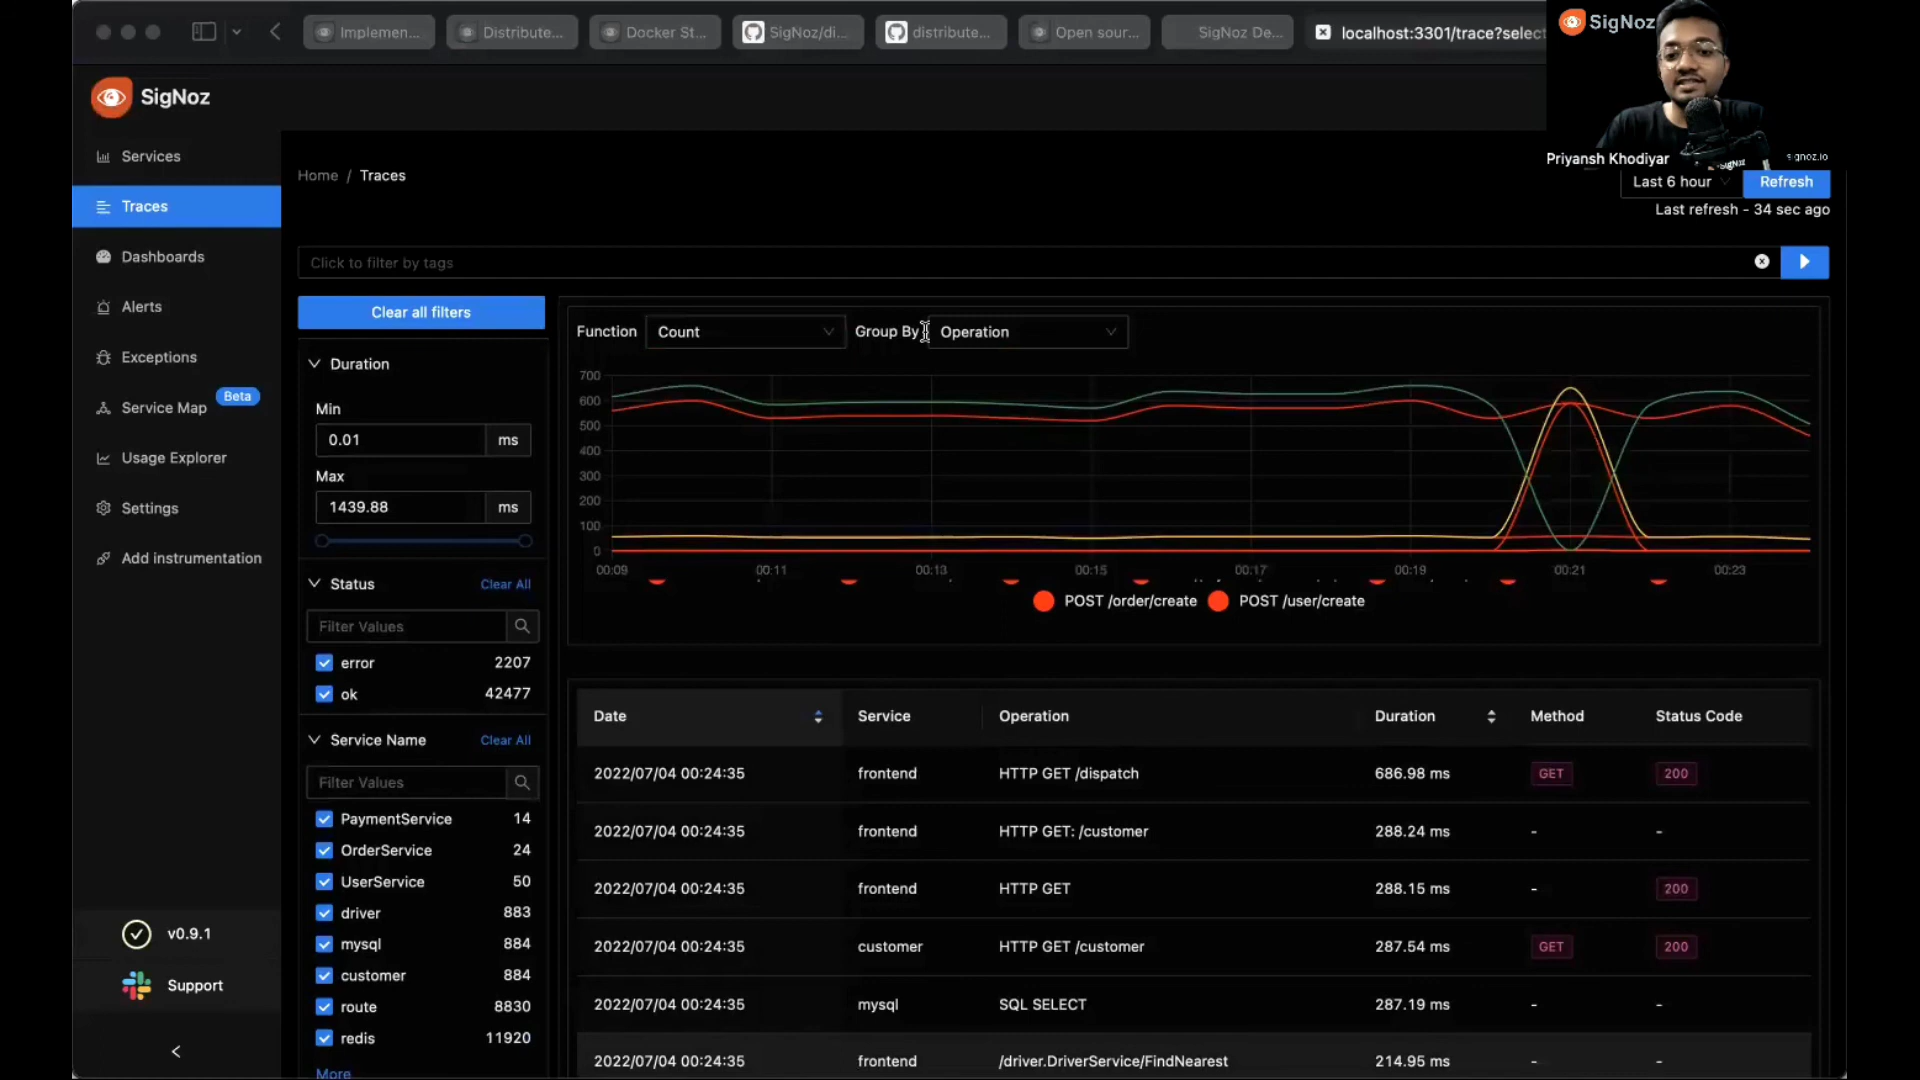 Implemen...
Distribute...
Docker St...
SigNoz/di...
distribute...
Open sour...
SigNoz De...
localhost:3301/trace?select
SigNoz
SigNoz
Services
Traces
Dashboards
Alerts
Exceptions
Service Map Beta
Usage Explorer
Settings
Add instrumentation
v0.9.1
Support
Priyansh Khodiyar
signoz.io
Home / Traces
Last 6 hour
Refresh
Last refresh - 34 sec ago
Click to filter by tags
Clear all filters
Duration
Min
0.01 ms
Max
1439.88 ms
Status Clear All
Filter Values
error 2207
ok 42477
Service Name Clear All
Filter Values
PaymentService 14
OrderService 24
UserService 50
driver 883
mysql 884
customer 884
route 8830
redis 11920
More
Function Count Group By Operation
700
600
500
400
300
200
100
0
00:09 00:11 00:13 00:15 00:17 00:19 00:21 00:23
POST /order/create POST /user/create
Date Service Operation Duration Method Status Code
2022/07/04 00:24:35 frontend HTTP GET /dispatch 686.98 ms GET 200
2022/07/04 00:24:35 frontend HTTP GET: /customer 288.24 ms - -
2022/07/04 00:24:35 frontend HTTP GET 288.15 ms - 200
2022/07/04 00:24:35 customer HTTP GET /customer 287.54 ms GET 200
2022/07/04 00:24:35 mysql SQL SELECT 287.19 ms - -
2022/07/04 00:24:35 frontend /driver.DriverService/FindNearest 214.95 ms - -